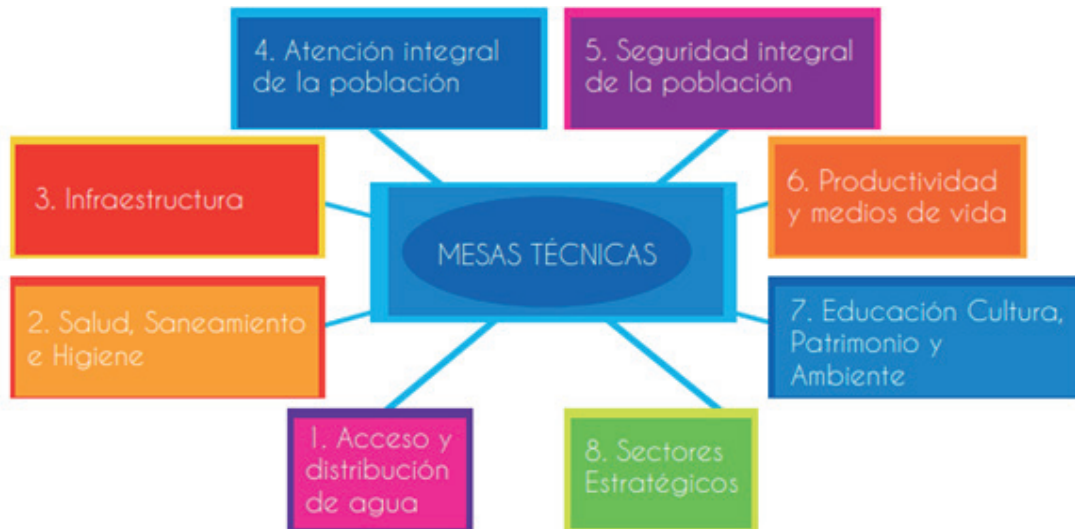 4. Atención integral
de la población
5. Seguridad integral
de la población
3. Infraestructura
6. Productividad
y medios de vida
MESAS TÉCNICAS
2. Salud, Saneamiento
e Higiene
7. Educación Cultura,
Patrimonio y
Ambiente
1. Acceso y
distribución
de agua
8. Sectores
Estratégicos